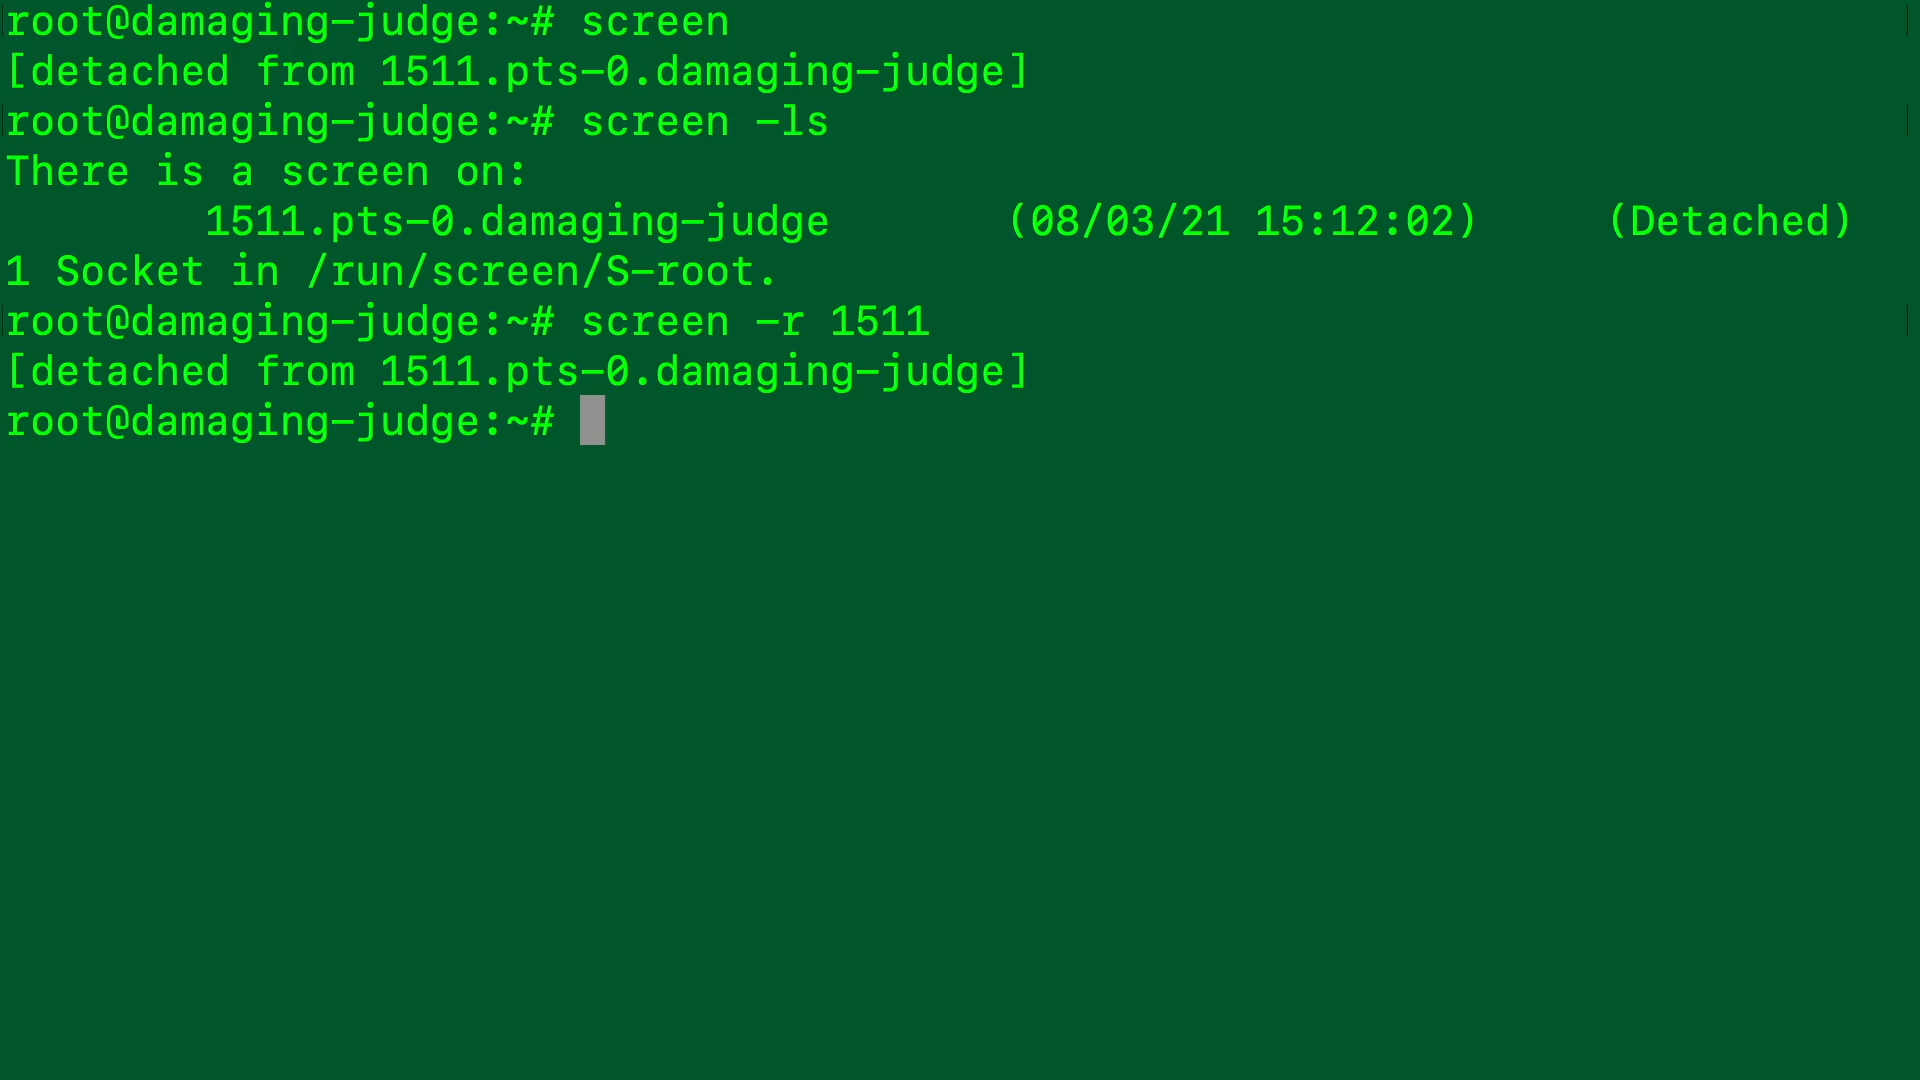 root@damaging-judge:~# screen
[detached from 1511.pts-0.damaging-judge]
root@damaging-judge:~# screen -ls
There is a screen on:
        1511.pts-0.damaging-judge       (08/03/21 15:12:02)     (Detached)
1 Socket in /run/screen/S-root.
root@damaging-judge:~# screen -r 1511
[detached from 1511.pts-0.damaging-judge]
root@damaging-judge:~#